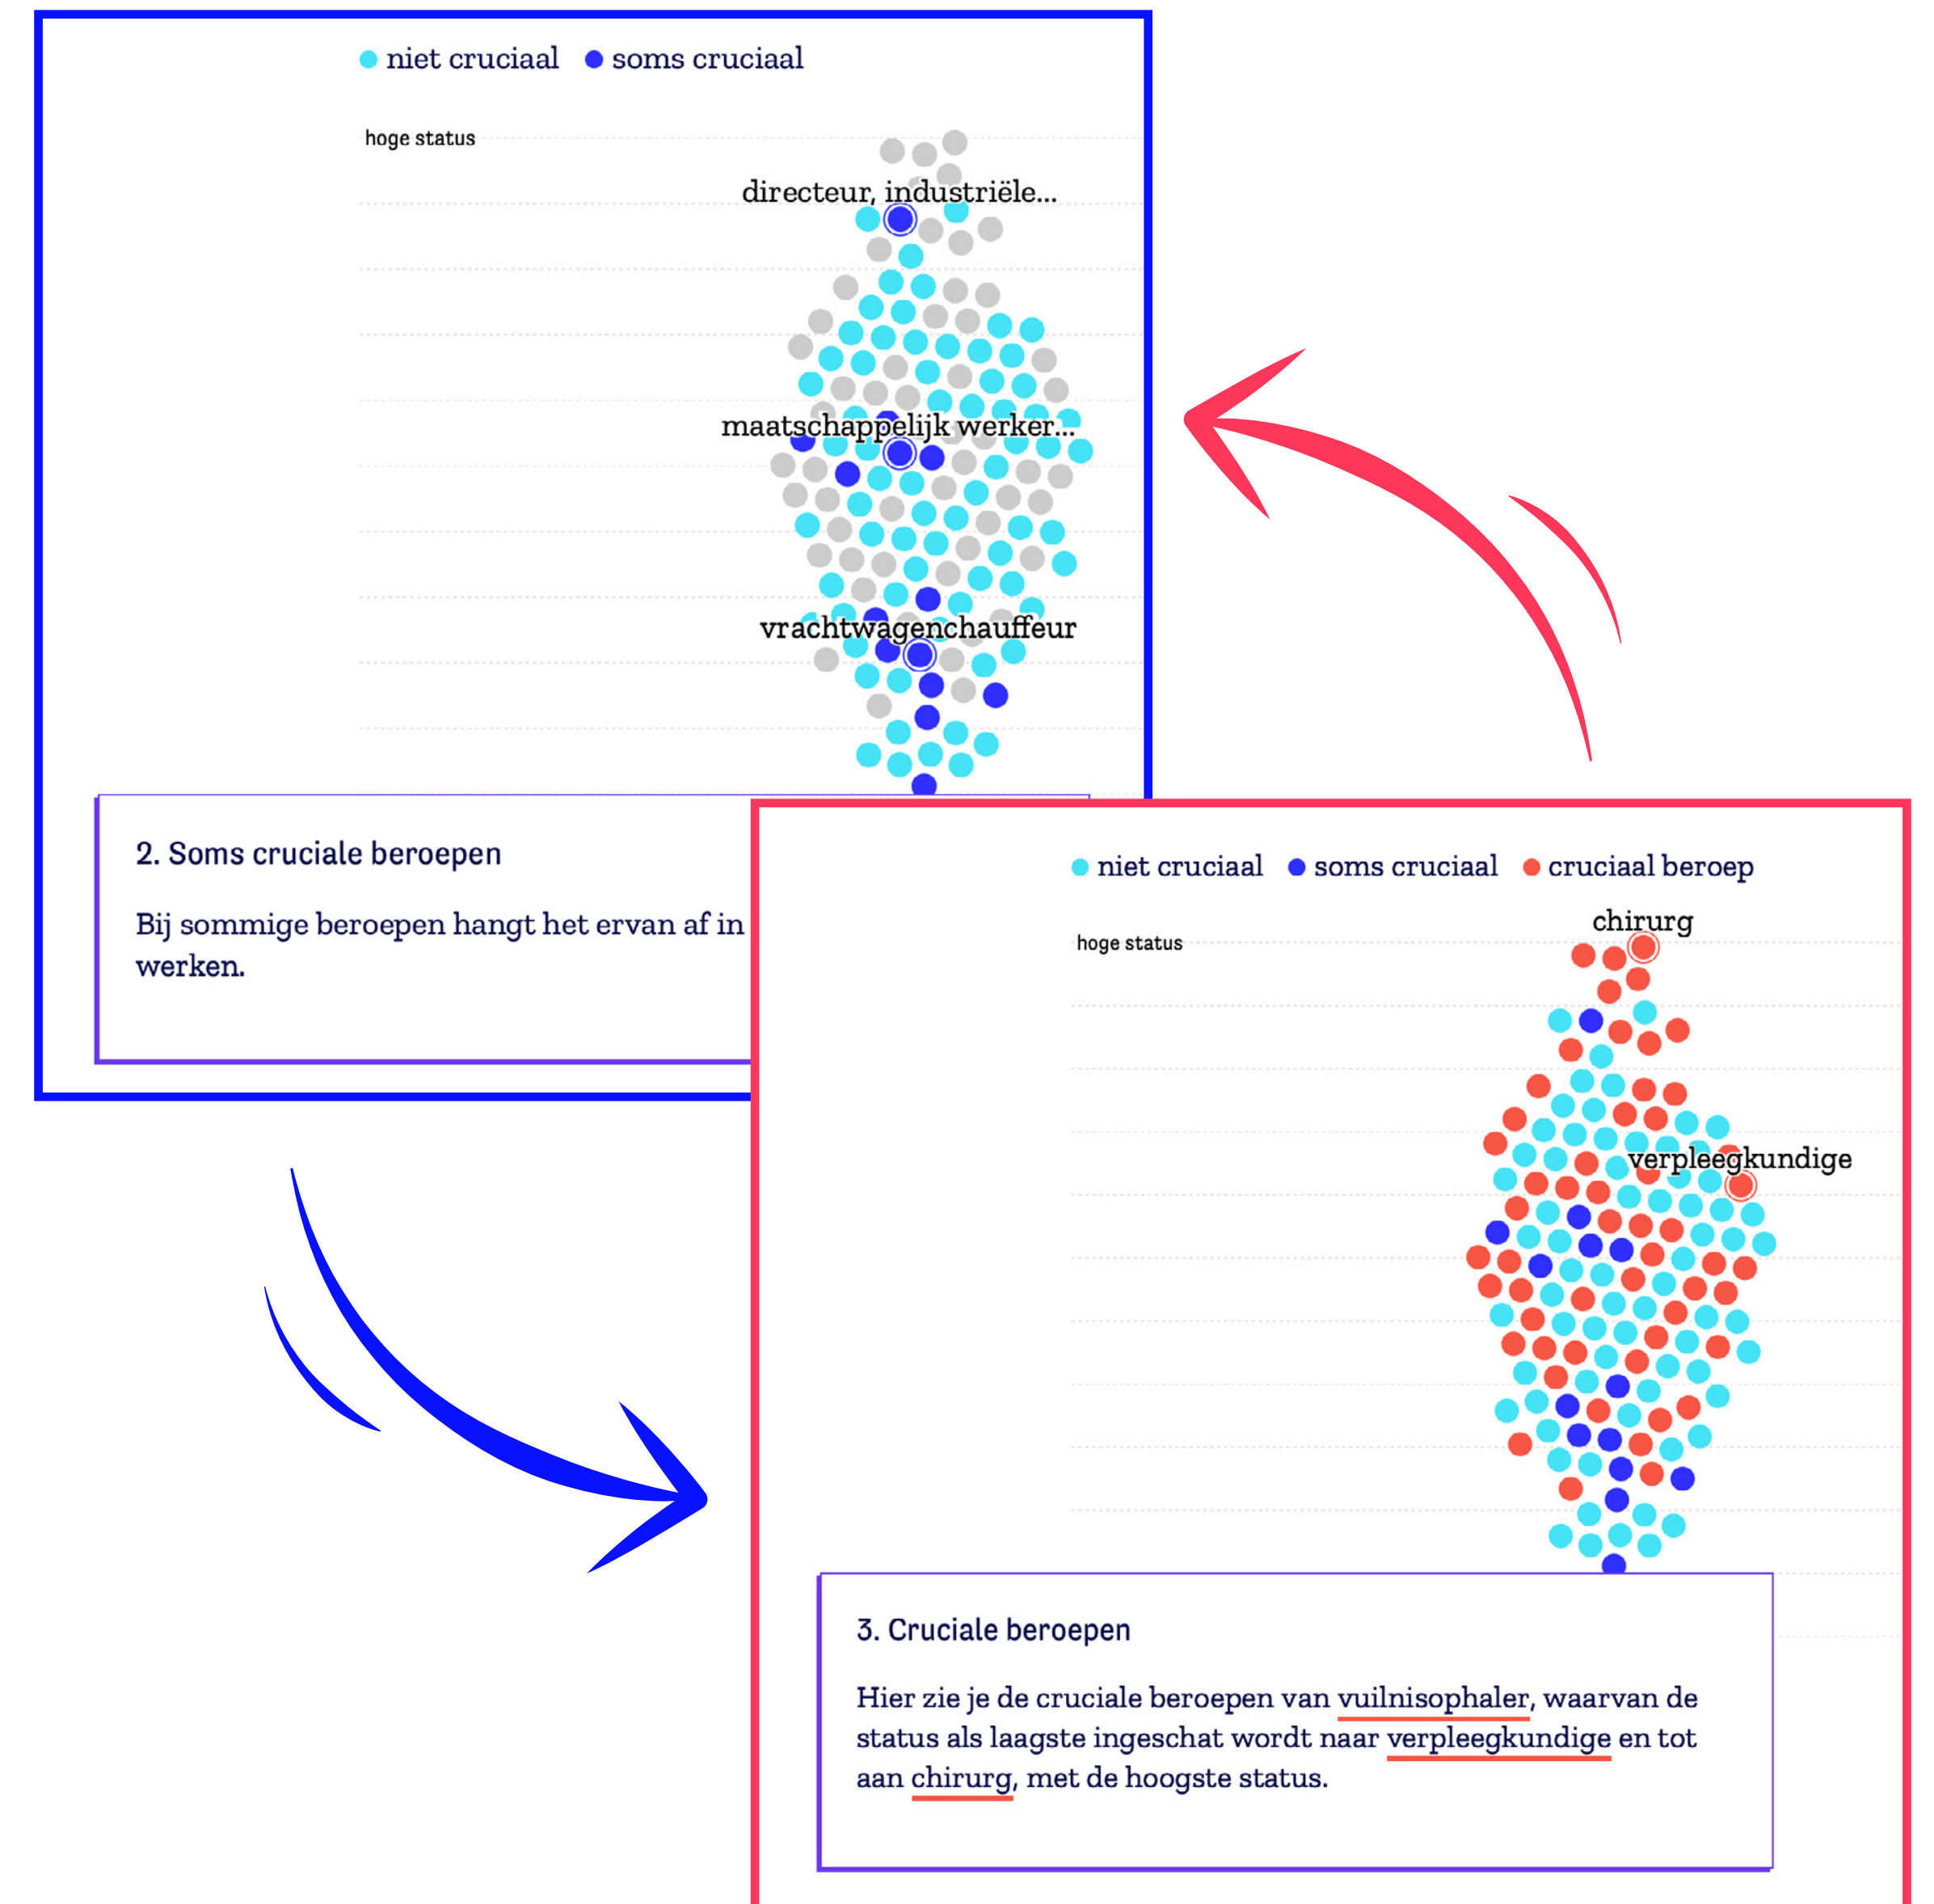 niet cruciaal soms cruciaal
hoge status
directeur, industriële...
maatschappelijk werker...
vrachtwagenchauffeur
2. Soms cruciale beroepen
Bij sommige beroepen hangt het ervan af in
werken.
niet cruciaal soms cruciaal cruciaal beroep
chirurg
hoge status
verpleegkundige
3. Cruciale beroepen
Hier zie je de cruciale beroepen van vuilnisophaler, waarvan de
status als laagste ingeschat wordt naar verpleegkundige en tot
aan chirurg, met de hoogste status.